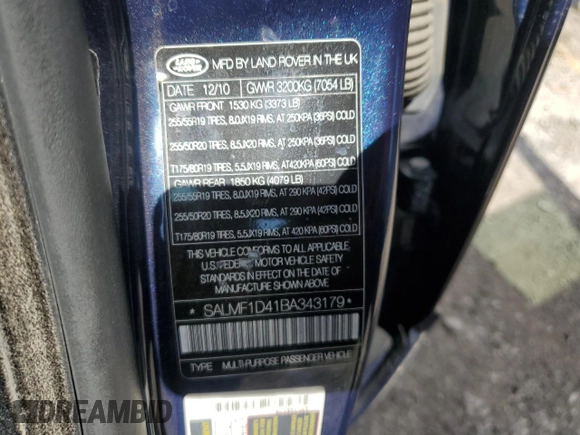 LAND ROVER
MFD BY LAND ROVER IN THE UK
DATE 12/10 GVWR 3200KG (7054 LB)
GAWR FRONT 1530 KG (3373 LB)
255/55R19 TIRES, 8.0JX19 RIMS, AT 250KPA (36PSI) COLD
255/50R20 TIRES, 8.5JX20 RIMS, AT 250KPA (36PSI) COLD
T175/80R19 TIRES, 5.5JX19 RIMS, AT420KPA (60PSI) COLD
GAWR REAR 1850 KG (4079 LB)
255/55R19 TIRES, 8.0JX19 RIMS, AT 290 KPA (42PSI) COLD
255/50R20 TIRES, 8.5JX20 RIMS, AT 290 KPA (42PSI) COLD
T175/80R19 TIRES, 5.5JX19 RIMS, AT 420 KPA (60PSI) COLD
THIS VEHICLE CONFORMS TO ALL APPLICABLE
U.S. FEDERAL MOTOR VEHICLE SAFETY
STANDARDS IN EFFECT ON THE DATE OF
MANUFACTURE SHOWN ABOVE
* SALMF1D41BA343179 *
TYPE MULTI-PURPOSE PASSENGER VEHICLE
DREAMBID